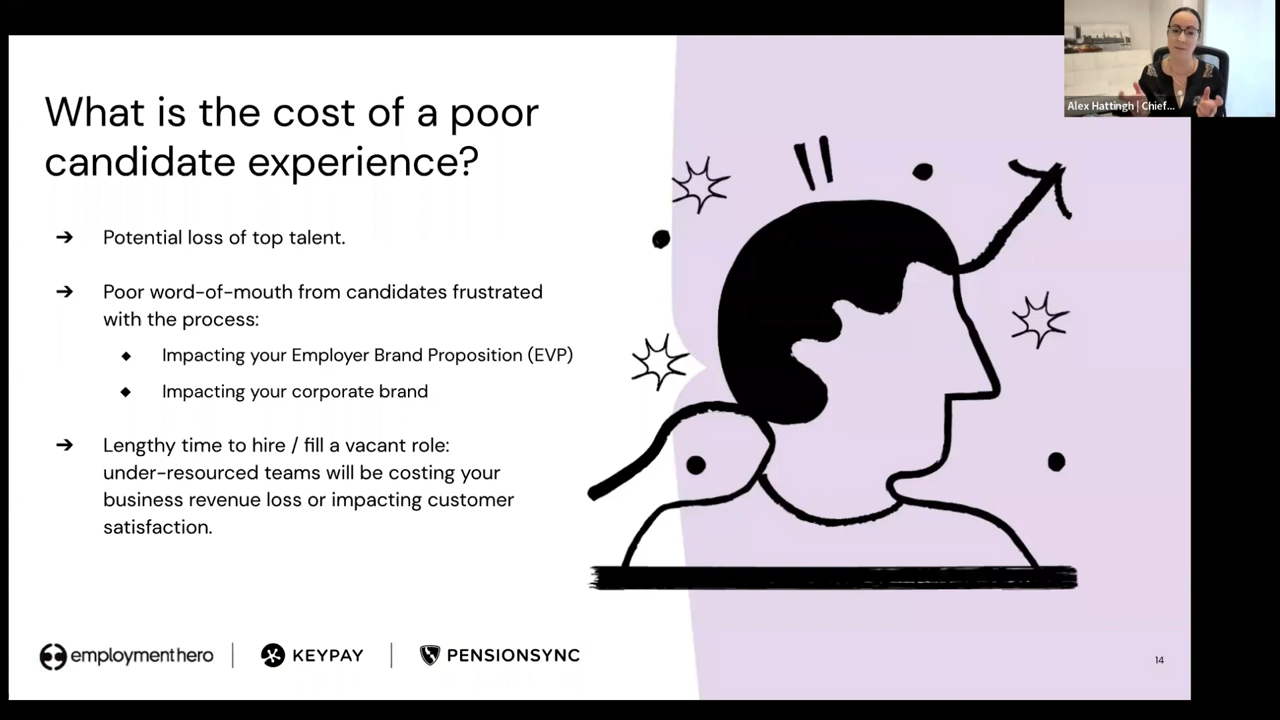 Alex Hattingh | Chief...
What is the cost of a poor
candidate experience?
➔ Potential loss of top talent.
➔ Poor word-of-mouth from candidates frustrated
with the process:
◆ Impacting your Employer Brand Proposition (EVP)
◆ Impacting your corporate brand
➔ Lengthy time to hire / fill a vacant role:
under-resourced teams will be costing your
business revenue loss or impacting customer
satisfaction.
employmenthero | KEYPAY | PENSIONSYNC
14